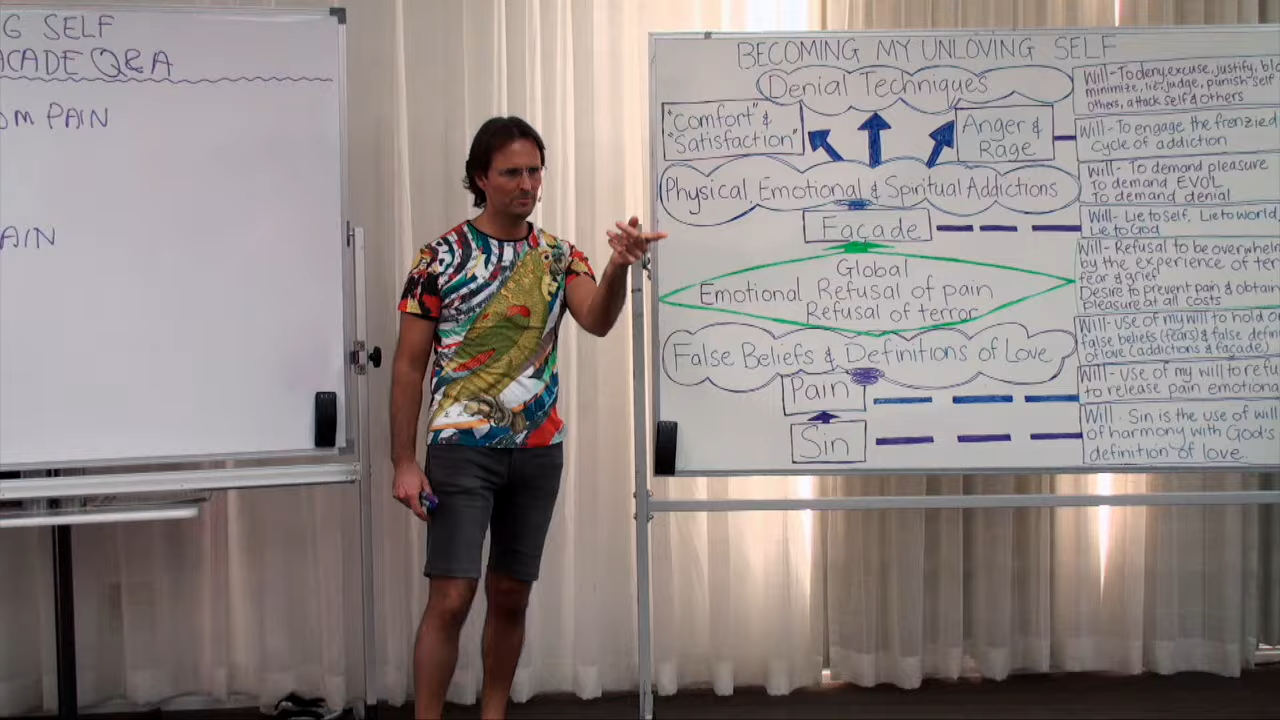 G SELF
ACADE Q&A
OM PAIN
AIN
BECOMING MY UNLOVING SELF
Denial Techniques
"Comfort" &
"Satisfaction"
Anger &
Rage
Physical, Emotional & Spiritual Addictions
Façade
Global
Emotional Refusal of pain
Refusal of terror
False Beliefs & Definitions of Love
Pain
Sin
Will - To deny, excuse, justify, bl
minimize, lie, judge, punish self
others, attack self & others
Will - To engage the frenzied
cycle of addiction
Will - To demand pleasure
To demand EVOL
To demand denial
Will - Lie to Self, Lie to World,
Lie to God
Will - Refusal to be overwhel
by the experience of ter
fear & grief
Desire to prevent pain & obtain
pleasure at all costs
Will - use of my will to hold on
false beliefs (fears) & false defin
of love (addictions & facade)
Will - use of my will to refu
to release pain emotiona
Will - Sin is the use of will
of harmony with God's
definition of love.